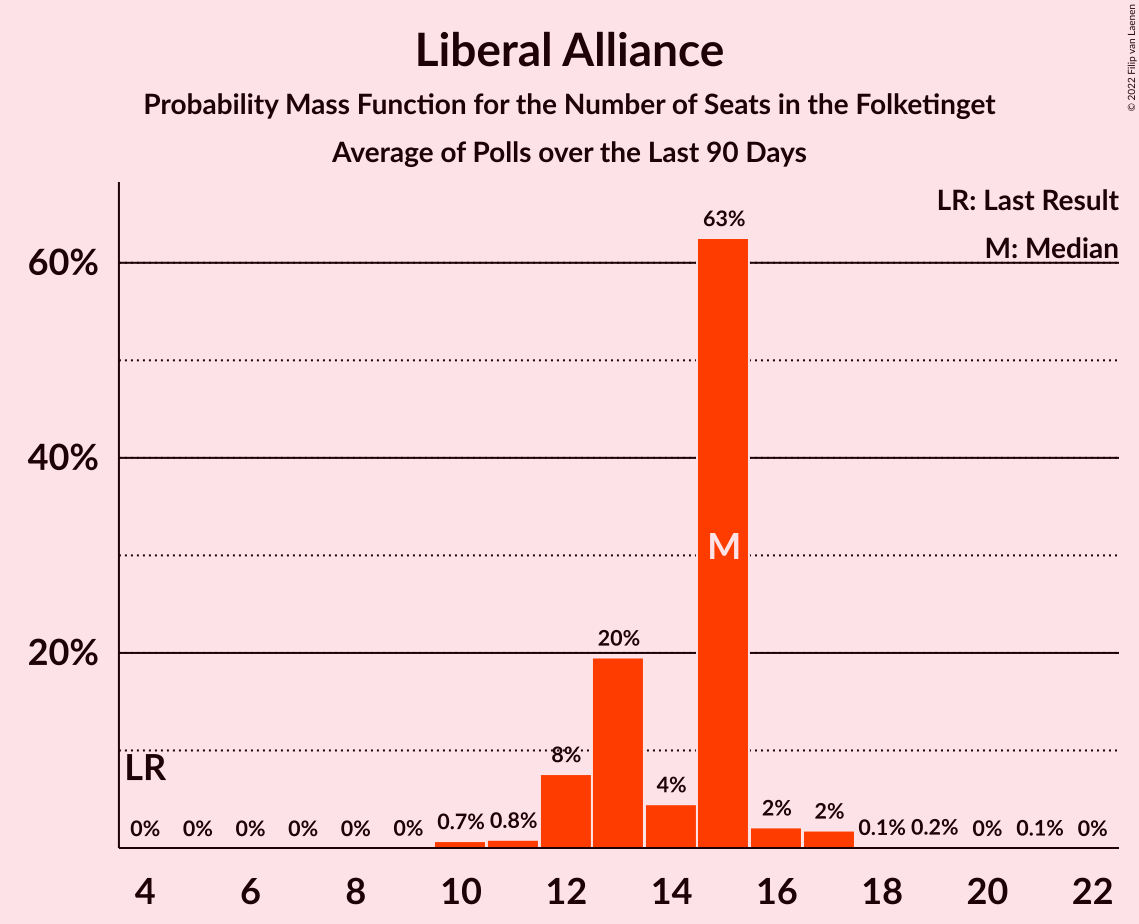 Liberal Alliance
Probability Mass Function for the Number of Seats in the Folketinget
Average of Polls over the Last 90 Days
© 2022 Filip van Laenen
LR: Last Result
M: Median
60%
40%
20%
63%
M
20%
8%
4%
LR
0% 0% 0% 0% 0% 0% 0.7% 0.8% 2% 2% 0.1% 0.2% 0% 0.1% 0%
4 6 8 10 12 14 16 18 20 22